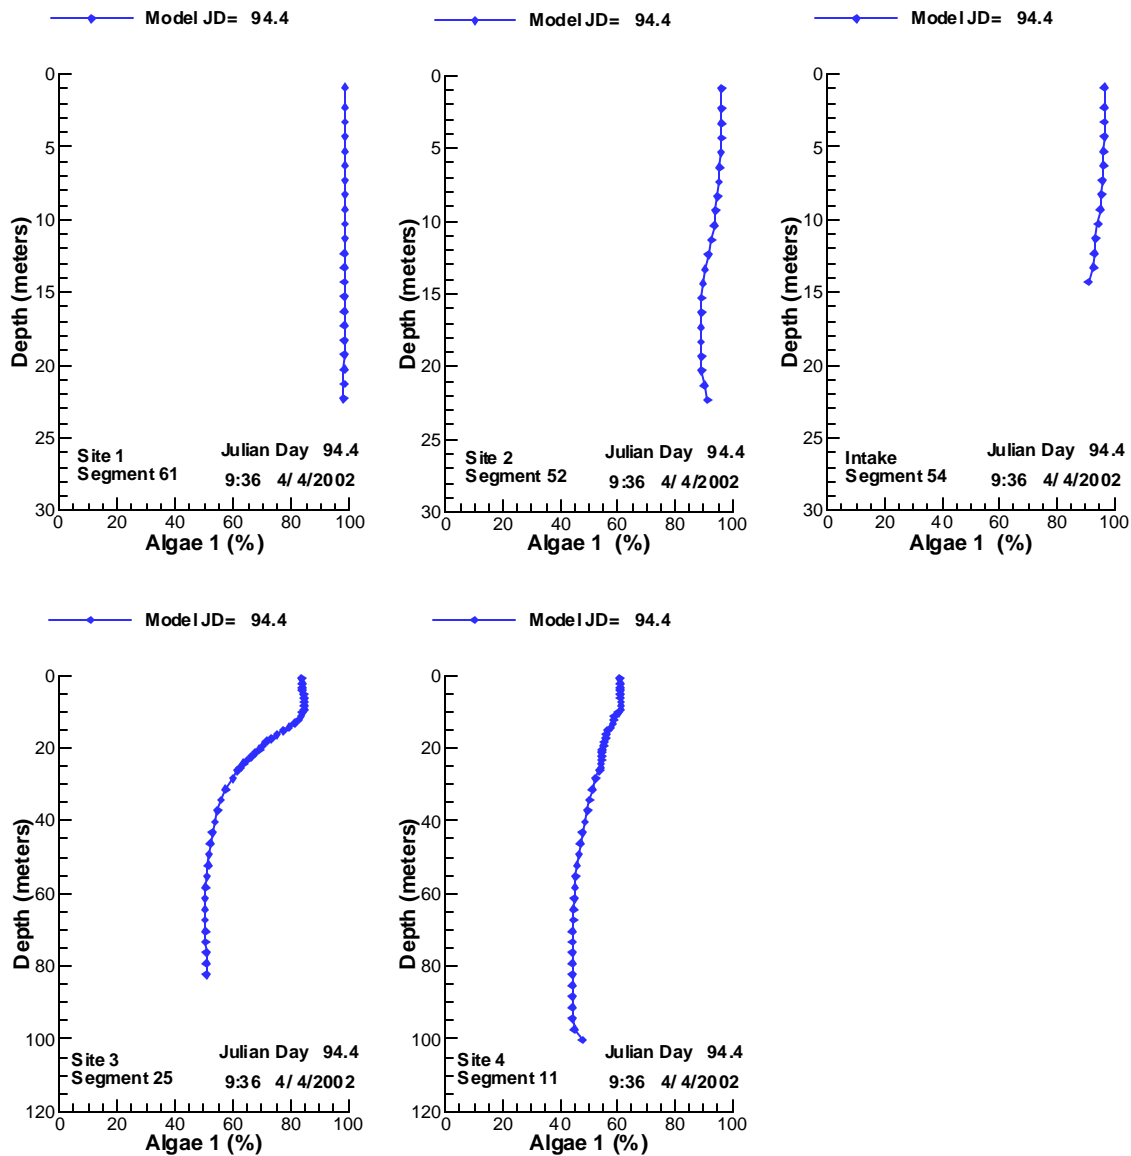 Model JD= 94.4
0
5
10
15
20
25
30
Depth (meters)
Site 1
Segment 61
Julian Day 94.4
9:36 4/ 4/2002
0 20 40 60 80 100
Algae 1 (%)
Model JD= 94.4
0
5
10
15
20
25
30
Depth (meters)
Site 2
Segment 52
Julian Day 94.4
9:36 4/ 4/2002
0 20 40 60 80 100
Algae 1 (%)
Model JD= 94.4
0
5
10
15
20
25
30
Depth (meters)
Intake
Segment 54
Julian Day 94.4
9:36 4/ 4/2002
0 20 40 60 80 100
Algae 1 (%)
Model JD= 94.4
0
20
40
60
80
100
120
Depth (meters)
Site 3
Segment 25
Julian Day 94.4
9:36 4/ 4/2002
0 20 40 60 80 100
Algae 1 (%)
Model JD= 94.4
0
20
40
60
80
100
120
Depth (meters)
Site 4
Segment 11
Julian Day 94.4
9:36 4/ 4/2002
0 20 40 60 80 100
Algae 1 (%)